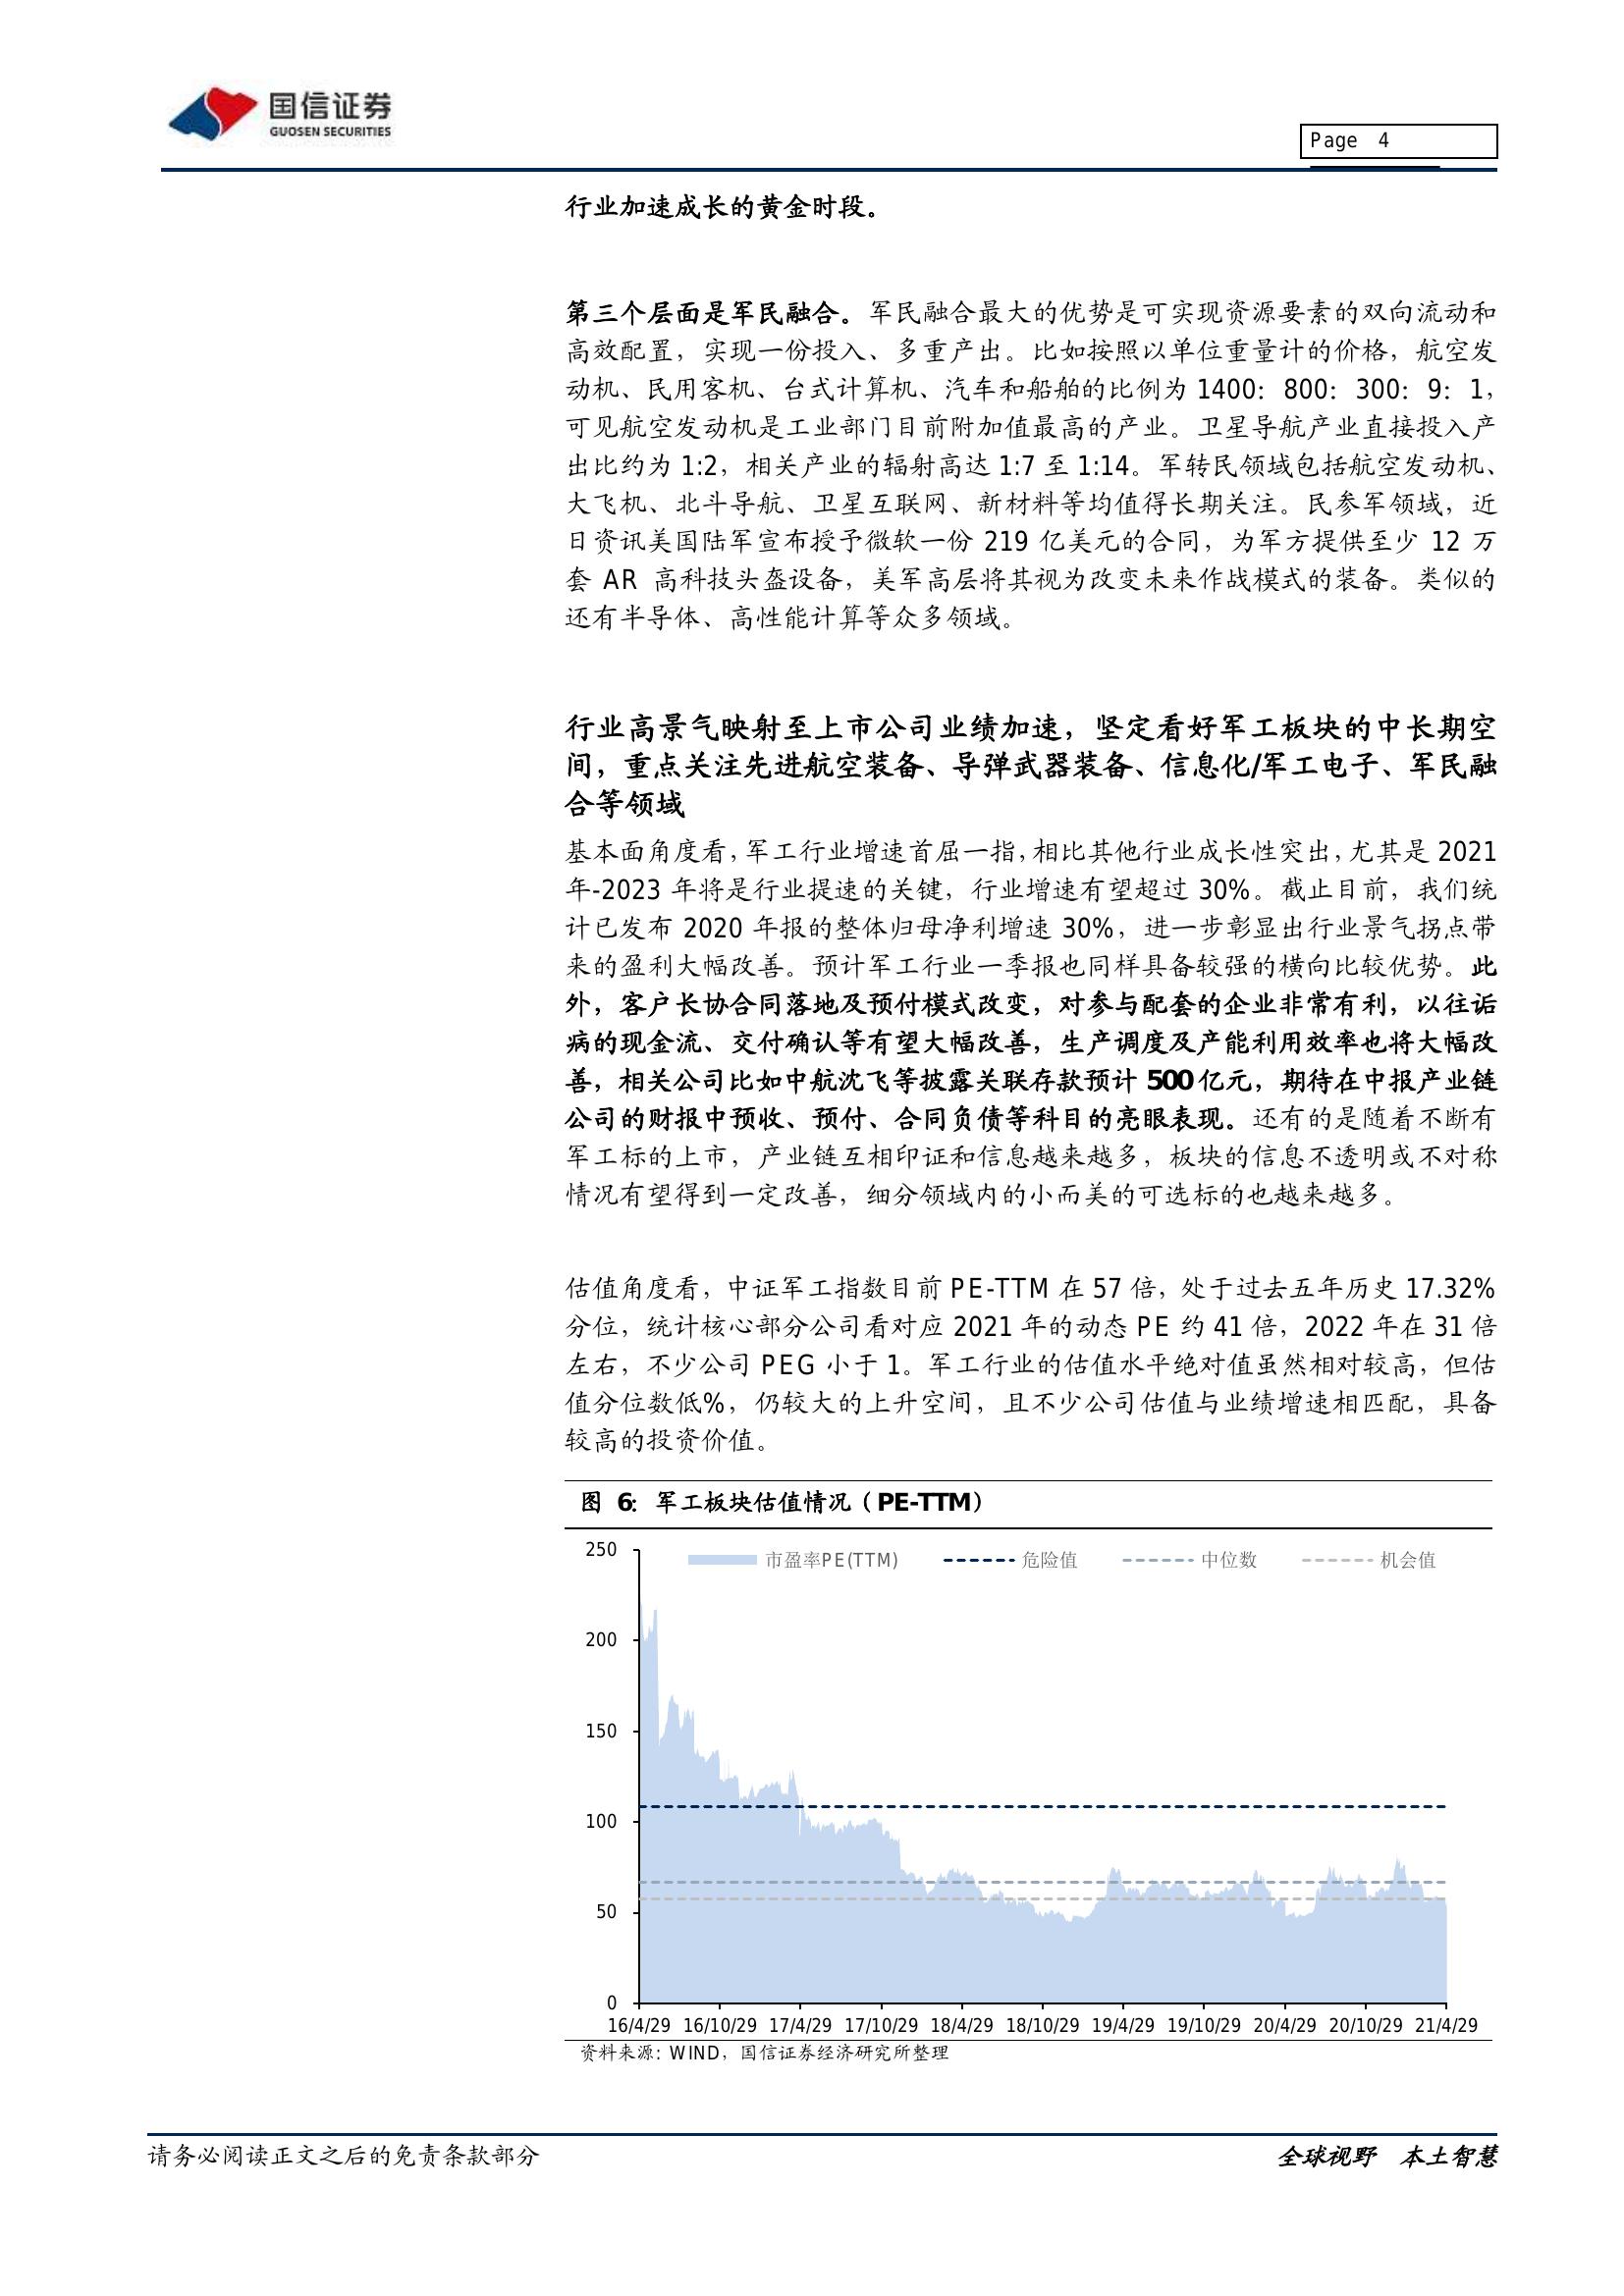 国信证券
GUOSEN SECURITIES
Page 4
行业加速成长的黄金时段。
第三个层面是军民融合。军民融合最大的优势是可实现资源要素的双向流动和
高效配置，实现一份投入、多重产出。比如按照以单位重量计的价格，航空发
动机、民用客机、台式计算机、汽车和船舶的比例为 1400：800：300：9：1，
可见航空发动机是工业部门目前附加值最高的产业。卫星导航产业直接投入产
出比约为 1:2，相关产业的辐射高达 1:7 至 1:14。军转民领域包括航空发动机、
大飞机、北斗导航、卫星互联网、新材料等均值得长期关注。民参军领域，近
日资讯美国陆军宣布授予微软一份 219 亿美元的合同，为军方提供至少 12 万
套 AR 高科技头盔设备，美军高层将其视为改变未来作战模式的装备。类似的
还有半导体、高性能计算等众多领域。
行业高景气映射至上市公司业绩加速，坚定看好军工板块的中长期空
间，重点关注先进航空装备、导弹武器装备、信息化/军工电子、军民融
合等领域
基本面角度看，军工行业增速首屈一指，相比其他行业成长性突出，尤其是 2021
年-2023 年将是行业提速的关键，行业增速有望超过 30%。截止目前，我们统
计已发布 2020 年报的整体归母净利增速 30%，进一步彰显出行业景气拐点带
来的盈利大幅改善。预计军工行业一季报也同样具备较强的横向比较优势。此
外，客户长协合同落地及预付模式改变，对参与配套的企业非常有利，以往诟
病的现金流、交付确认等有望大幅改善，生产调度及产能利用效率也将大幅改
善，相关公司比如中航沈飞等披露关联存款预计 500 亿元，期待在中报产业链
公司的财报中预收、预付、合同负债等科目的亮眼表现。还有的是随着不断有
军工标的上市，产业链互相印证和信息越来越多，板块的信息不透明或不对称
情况有望得到一定改善，细分领域内的小而美的可选标的也越来越多。
估值角度看，中证军工指数目前 PE-TTM 在 57 倍，处于过去五年历史 17.32%
分位，统计核心部分公司看对应 2021 年的动态 PE 约 41 倍，2022 年在 31 倍
左右，不少公司 PEG 小于 1。军工行业的估值水平绝对值虽然相对较高，但估
值分位数低%，仍较大的上升空间，且不少公司估值与业绩增速相匹配，具备
较高的投资价值。
图 6：军工板块估值情况（PE-TTM）
市盈率PE(TTM) 危险值 中位数 机会值
250
200
150
100
50
0
16/4/29 16/10/29 17/4/29 17/10/29 18/4/29 18/10/29 19/4/29 19/10/29 20/4/29 20/10/29 21/4/29
资料来源：WIND，国信证券经济研究所整理
请务必阅读正文之后的免责条款部分
全球视野 本土智慧